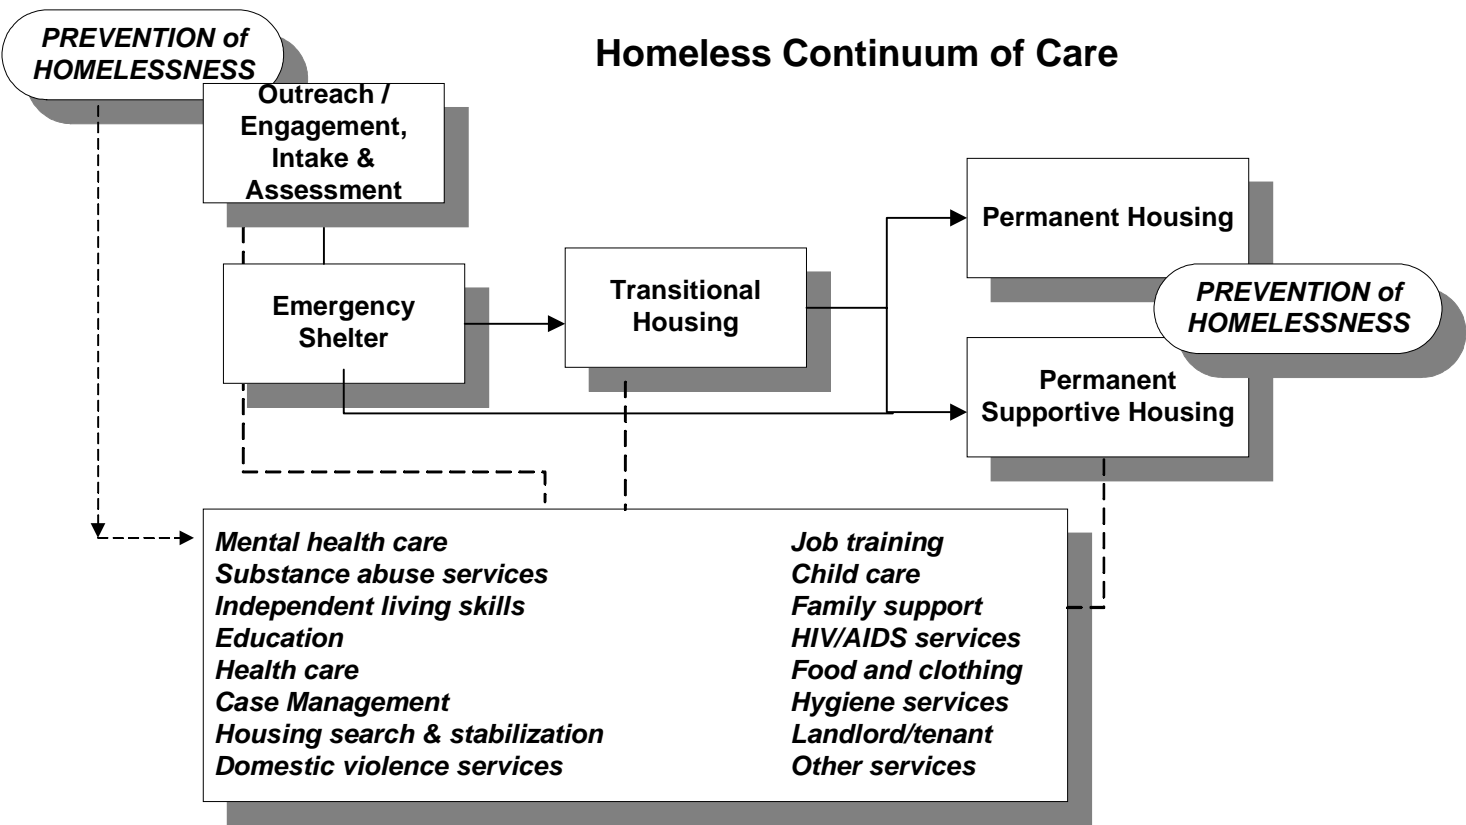 PREVENTION of
HOMELESSNESS
Homeless Continuum of Care
Outreach /
Engagement,
Intake &
Assessment
Emergency
Shelter
Transitional
Housing
Permanent Housing
PREVENTION of
HOMELESSNESS
Permanent
Supportive Housing
Mental health care
Substance abuse services
Independent living skills
Education
Health care
Case Management
Housing search & stabilization
Domestic violence services
Job training
Child care
Family support
HIV/AIDS services
Food and clothing
Hygiene services
Landlord/tenant
Other services